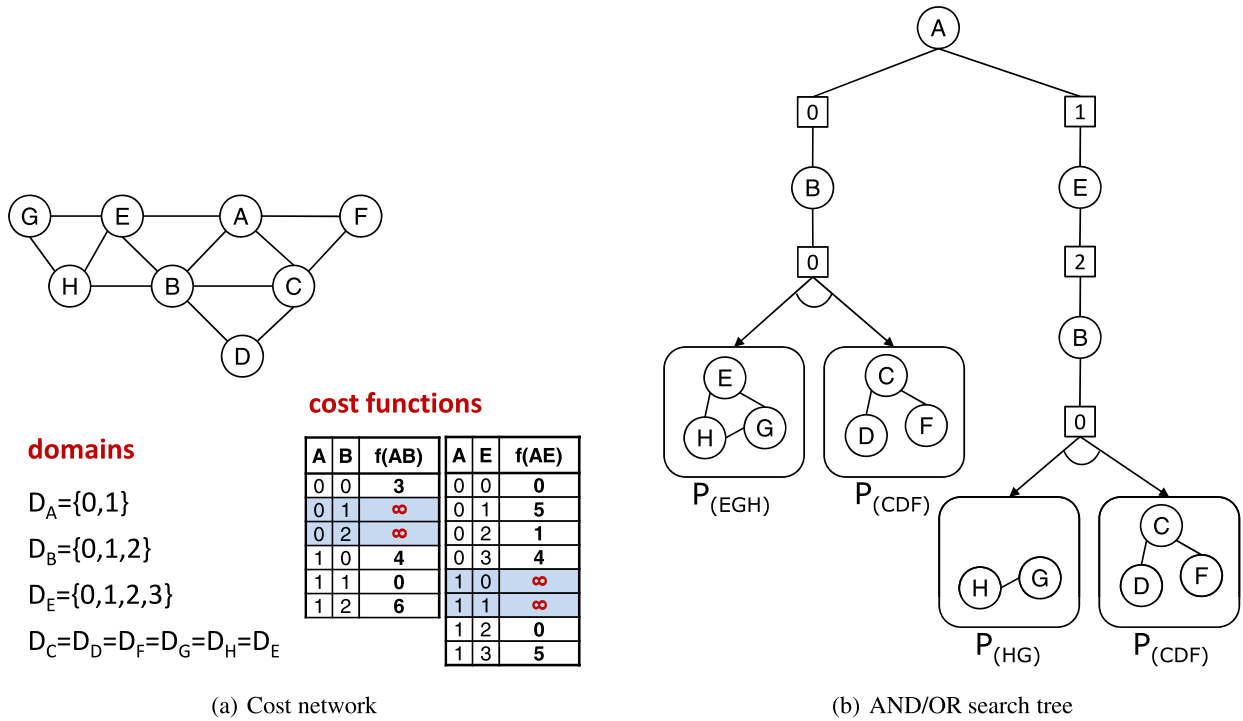 G E A F
H B C
D
cost functions
domains
D_A={0,1}
D_B={0,1,2}
D_E={0,1,2,3}
D_C=D_D=D_F=D_G=D_H=D_E
A B f(AB)
0 0 3
0 1 ∞
0 2 ∞
1 0 4
1 1 0
1 2 6
A E f(AE)
0 0 0
0 1 5
0 2 1
0 3 4
1 0 ∞
1 1 ∞
1 2 0
1 3 5
(a) Cost network
A
0 1
B E
0 2
B
0
E
H G
P_(EGH)
C
D F
P_(CDF)
H G
P_(HG)
C
D F
P_(CDF)
(b) AND/OR search tree